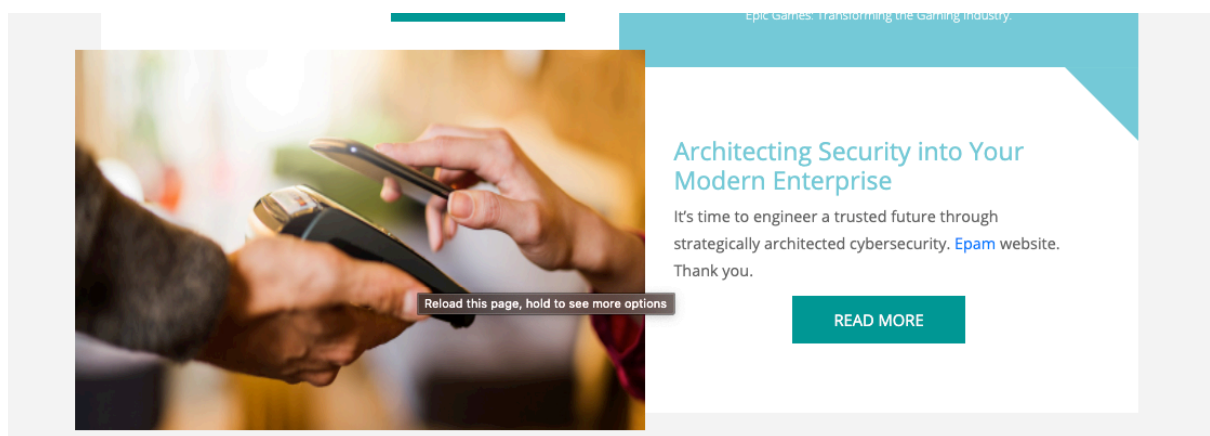 Epic Games. Transforming the Gaming Industry.
Architecting Security into Your
Modern Enterprise
It's time to engineer a trusted future through
strategically architected cybersecurity. Epam website.
Thank you.
Reload this page, hold to see more options
READ MORE